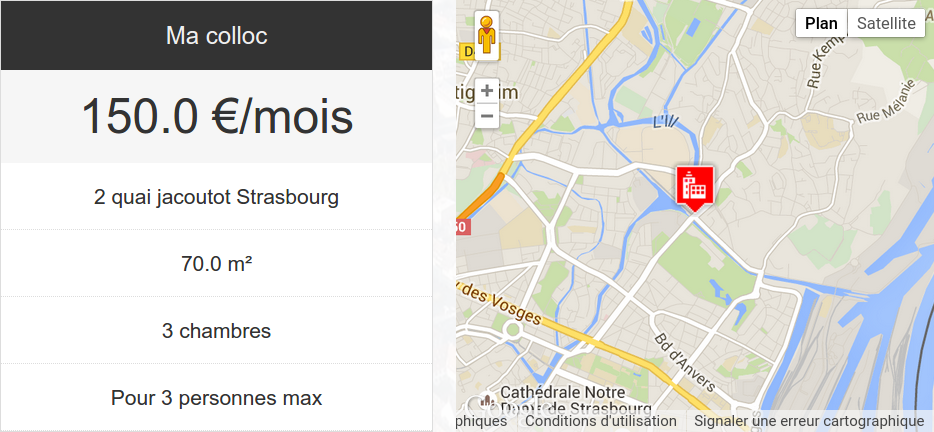 Ma colloc
150.0 €/mois
2 quai jacoutot Strasbourg
70.0 m²
3 chambres
Pour 3 personnes max
Plan
Satellite
D
+
−
Rue Kemp
Rue Mélanie
L'Ill
des Vosges
Bd d'Anvers
Cathédrale Notre
Dame de Strasbourg
phiques
Conditions d'utilisation
Signaler une erreur cartographique